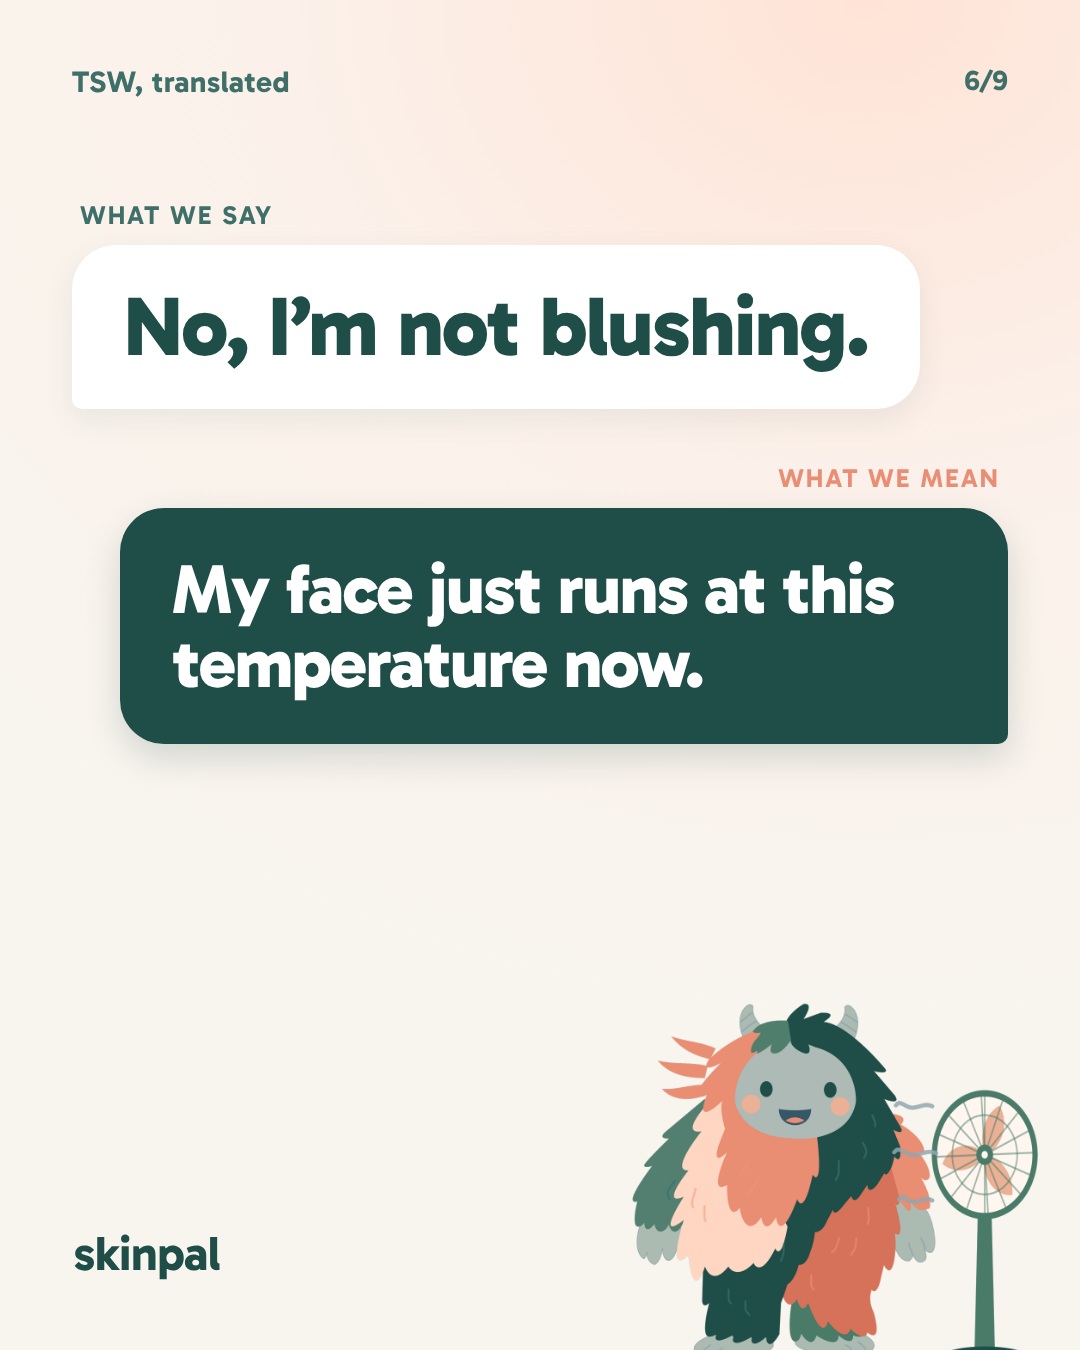 TSW, translated
6/9
WHAT WE SAY
No, I’m not blushing.
WHAT WE MEAN
My face just runs at this
temperature now.
skinpal